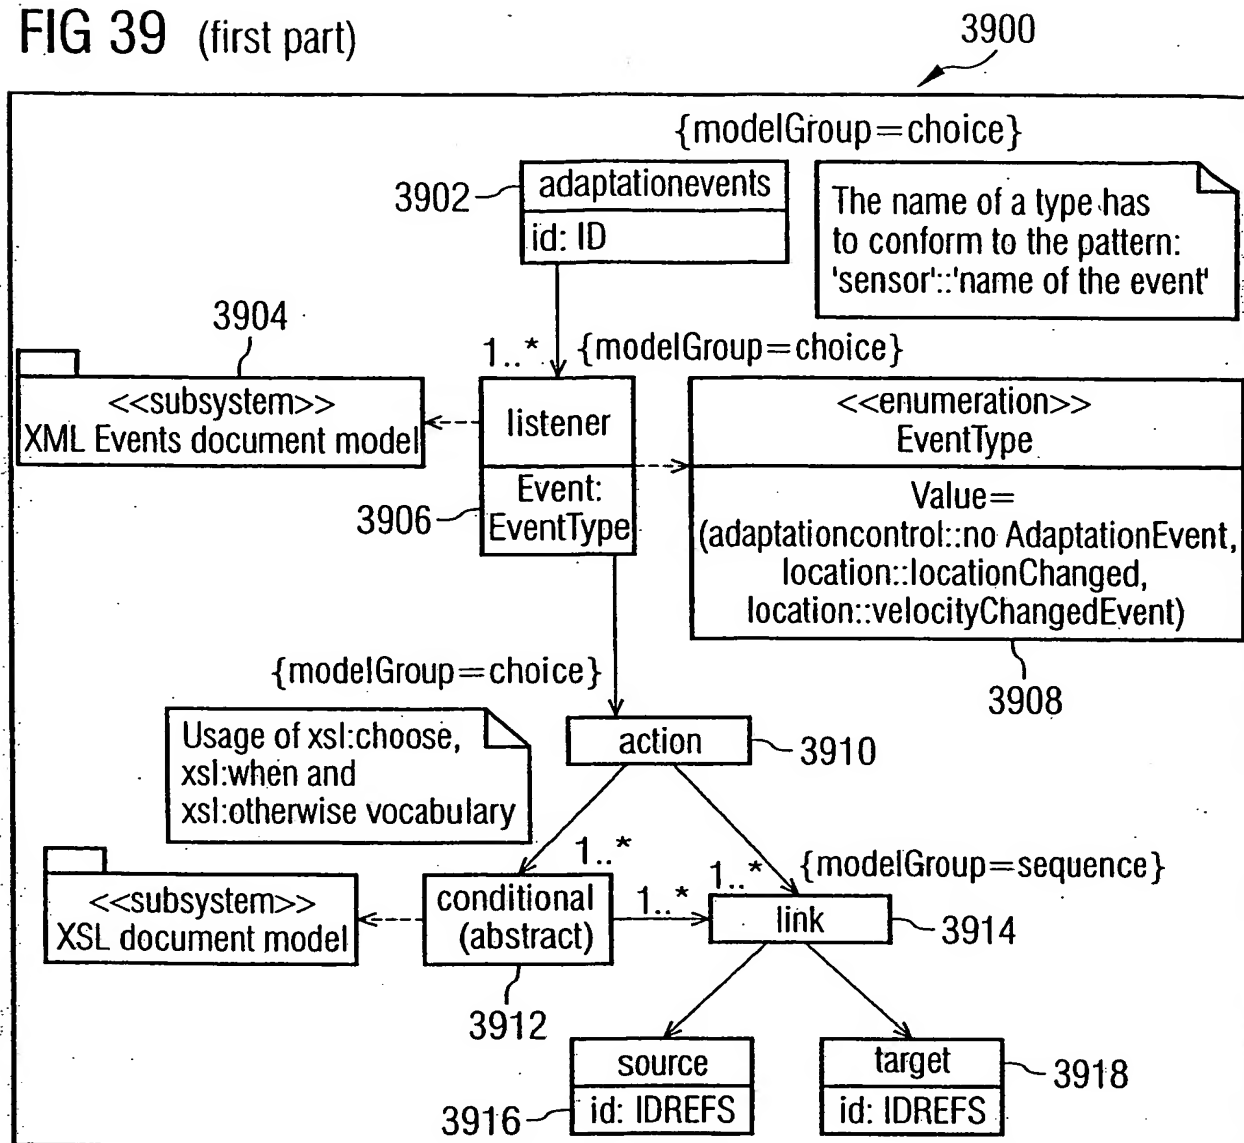 FIG 39 (first part)
3900
{modelGroup=choice}
3902
adaptationevents
id: ID
The name of a type has
to conform to the pattern:
'sensor'::'name of the event'
3904
1..*
{modelGroup=choice}
<<subsystem>>
XML Events document model
listener
<<enumeration>>
EventType
3906
Event:
EventType
Value=
(adaptationcontrol::no AdaptationEvent,
location::locationChanged,
location::velocityChangedEvent)
{modelGroup=choice}
3908
Usage of xsl:choose,
xsl:when and
xsl:otherwise vocabulary
action
3910
1..*
1..*
{modelGroup=sequence}
<<subsystem>>
XSL document model
conditional
(abstract)
1..*
link
3914
3912
source
id: IDREFS
3916
target
id: IDREFS
3918